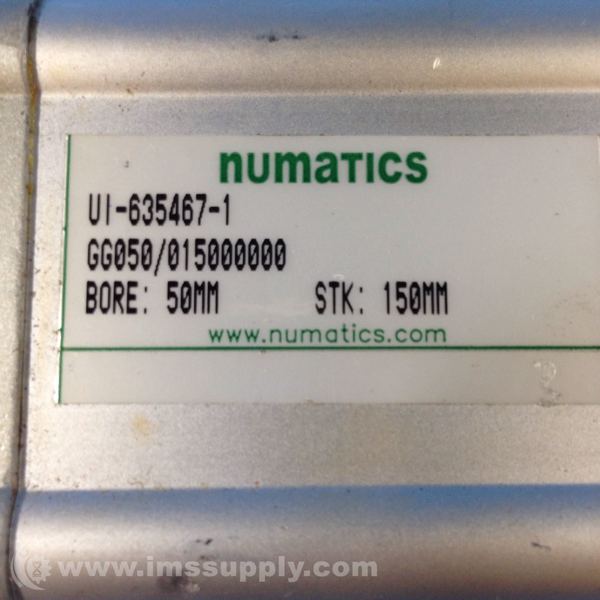 numatics
UI-635467-1
GG050/015000000
BORE: 50MM STK: 150MM
www.numatics.com
www.imssupply.com